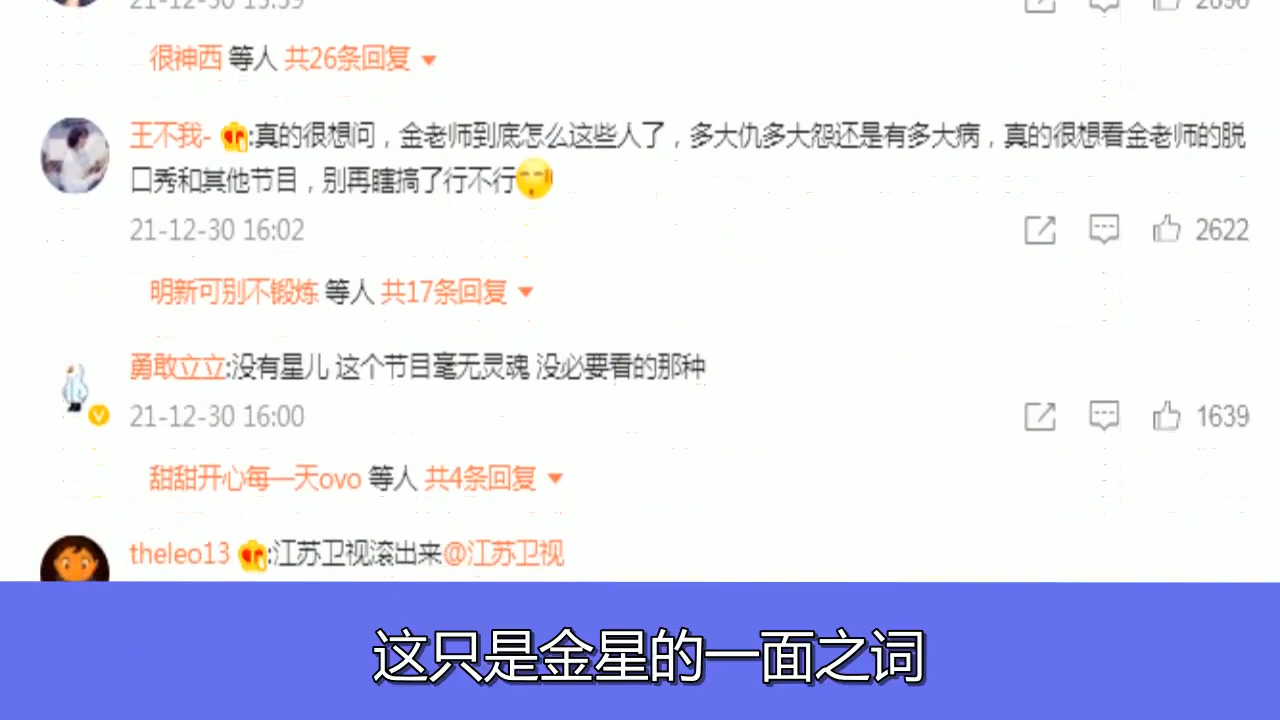 21-12-30 15:59
2696
很神西 等人 共26条回复
王不我- :真的很想问，金老师到底怎么这些人了，多大仇多大怨还是有多大病，真的很想看金老师的脱
口秀和其他节目，别再瞎搞了行不行
21-12-30 16:02
2622
明新可别不锻炼 等人 共17条回复
勇敢立立:没有星儿 这个节目毫无灵魂 没必要看的那种
21-12-30 16:00
1639
甜甜开心每一天ovo 等人 共4条回复
theleo13 :江苏卫视滚出来@江苏卫视
这只是金星的一面之词